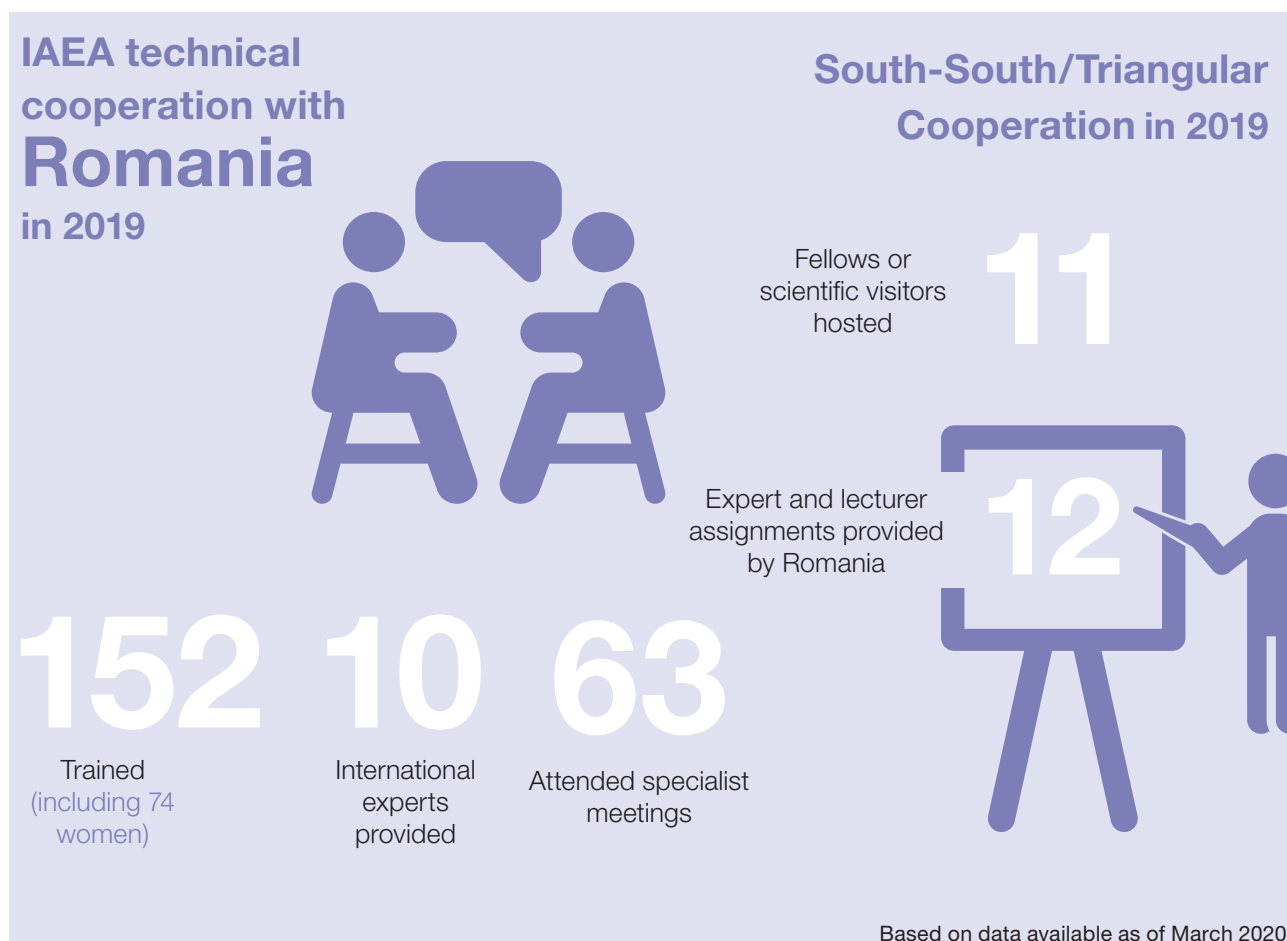 IAEA technical
cooperation with
Romania
in 2019
South-South/Triangular
Cooperation in 2019
Fellows or
scientific visitors
hosted
11
Expert and lecturer
assignments provided
by Romania
12
152
Trained
(including 74
women)
10
International
experts
provided
63
Attended specialist
meetings
Based on data available as of March 2020